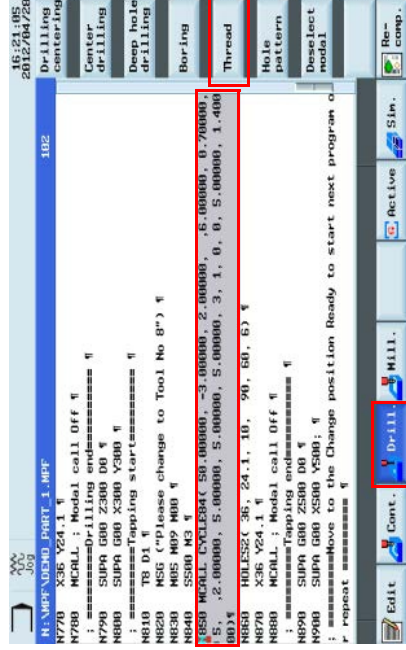 Jog
16:21:05
2012/04/28
N:\MPF\DEMO_PART_1.MPF 182
N770 X36 Y24.1 ¶
N780 MCALL ; Modal call Off ¶
; =======Drilling end========= ¶
N790 SUPA G00 Z300 D0 ¶
N800 SUPA G00 X300 Y300 ¶
; =======Tapping start======== ¶
N810 T8 D1 ¶
N820 MSG ("Please change to Tool No 8") ¶
N830 M05 M09 M00 ¶
N840 S500 M3 ¶
N850 MCALL CYCLE84( 50.00000, -3.00000, 2.00000, ,6.00000, 0.70000,
5, ,2.00000, 5.00000, 5.00000, 5.00000, 3, 1, 0, 0, 5.00000, 1.400
00)¶
N860 HOLES2( 36, 24.1, 10, 90, 60, 6) ¶
N870 X36 Y24.1 ¶
N880 MCALL ; Modal call Off ¶
; =======Tapping end========= ¶
N890 SUPA G00 Z500 D0 ¶
N900 SUPA G00 X500 Y500; ¶
; =======Move to the Change position Ready to start next program o
r repeat ======== ¶
Drilling
centering
Center
drilling
Deep hole
drilling
Boring
Thread
Hole
pattern
Deselect
modal
Edit
Cont.
Drill.
Mill.
Active
Sim.
Re-
comp.